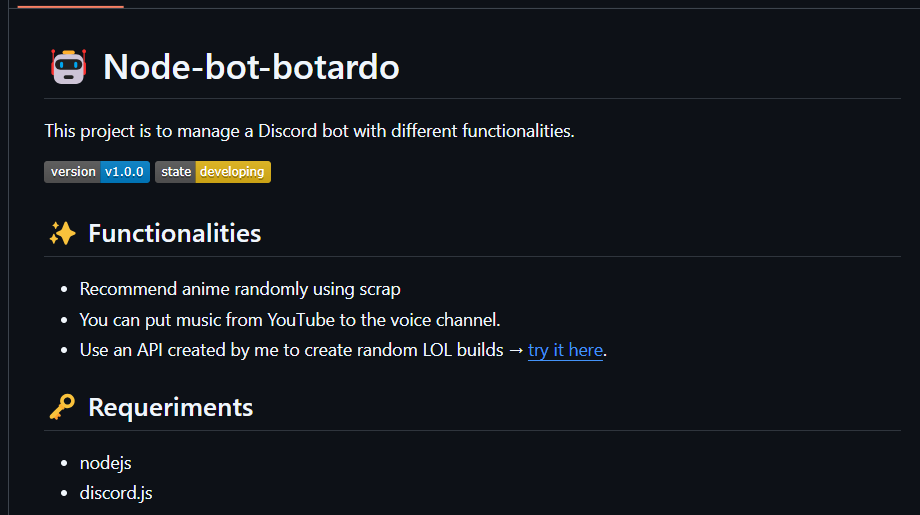 Node-bot-botardo
This project is to manage a Discord bot with different functionalities.
version v1.0.0 state developing
Functionalities
Recommend anime randomly using scrap
You can put music from YouTube to the voice channel.
Use an API created by me to create random LOL builds → try it here.
Requeriments
nodejs
discord.js